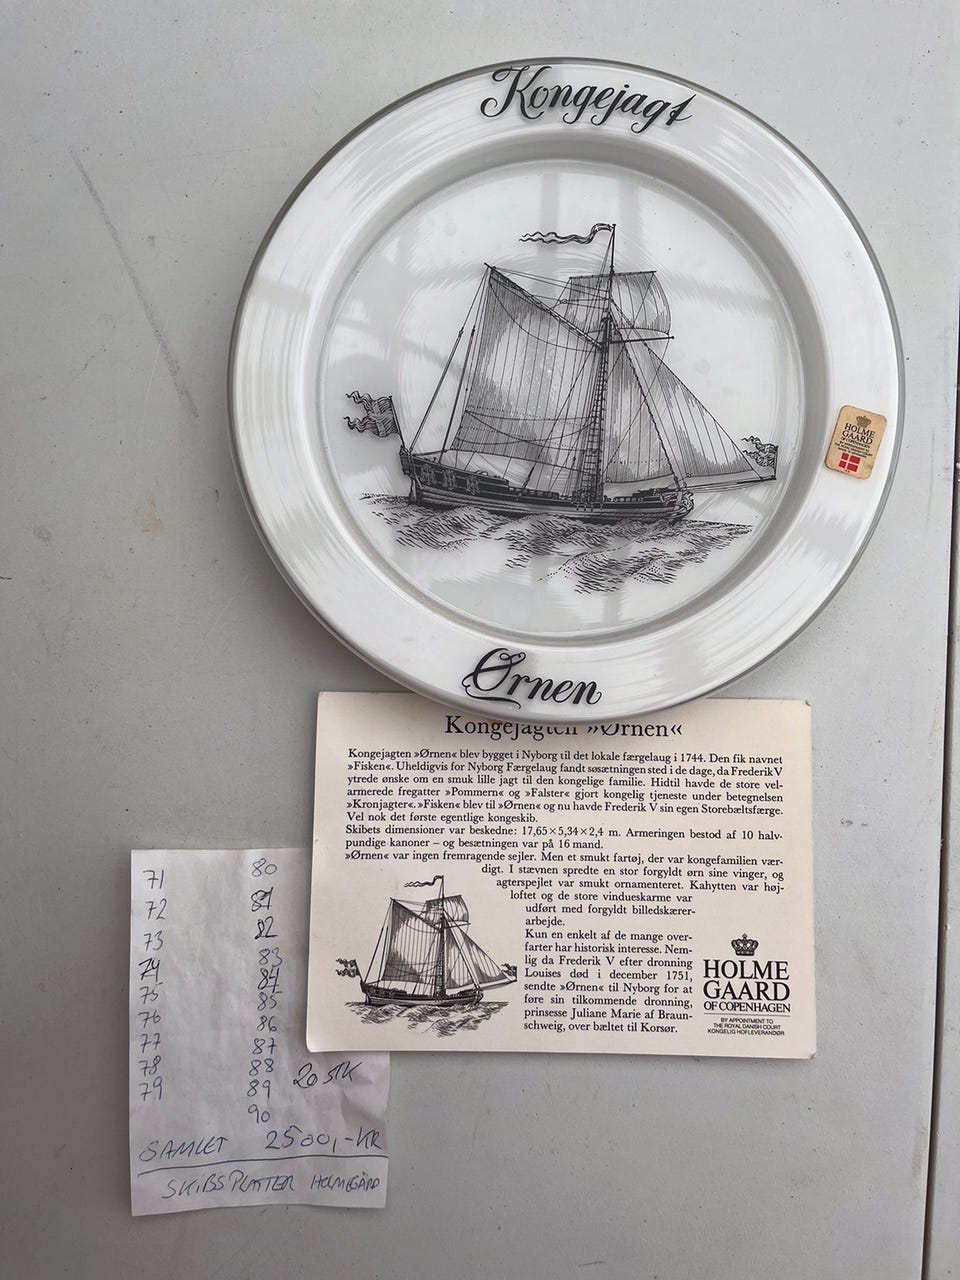 Kongejagt
HOLME
GAARD
OF COPENHAGEN
Ørnen
Kongejagten »Ørnen«
Kongejagten »Ørnen« blev bygget i Nyborg til det lokale færgelaug i 1744. Den fik navnet
»Fisken«. Uheldigvis for Nyborg Færgelaug fandt søsætningen sted i de dage, da Frederik V
ytrede ønske om en smuk lille jagt til den kongelige familie. Hidtil havde de store vel-
armerede fregatter »Pommern« og »Falster« gjort kongelig tjeneste under betegnelsen
»Kronjagter«. »Fisken« blev til »Ørnen« og nu havde Frederik V sin egen Storebæltsfærge.
Vel nok det første egentlige kongeskib.
Skibets dimensioner var beskedne: 17,65×5,34×2,4 m. Armeringen bestod af 10 halv-
pundige kanoner – og besætningen var på 16 mand.
»Ørnen« var ingen fremragende sejler. Men et smukt fartøj, der var kongefamilien vær-
digt. I stævnen spredte en stor forgyldt ørn sine vinger, og
agterspejlet var smukt ornamenteret. Kahytten var høj-
loftet og de store vindueskarme var
udført med forgyldt billedskærer-
arbejde.
Kun en enkelt af de mange over-
farter har historisk interesse. Nem-
lig da Frederik V efter dronning
Louises død i december 1751,
sendte »Ørnen« til Nyborg for at
føre sin tilkommende dronning,
prinsesse Juliane Marie af Braun-
schweig, over bæltet til Korsør.
HOLME
GAARD
OF COPENHAGEN
BY APPOINTMENT TO
THE ROYAL DANISH COURT
KONGELIG HOFLEVERANDØR
71 80
72 81
73 82
74 83
75 84
76 85
77 86
78 87
79 88
89
90
20 STK
SAMLET 2500,-KR
SKIBSPLATTER HOLMEGÅRD